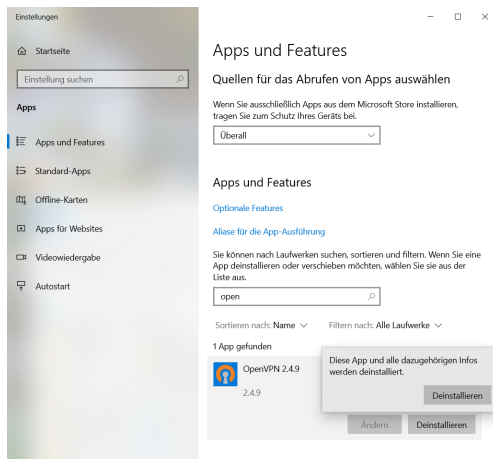 Einstellungen
Startseite
Einstellung suchen
Apps
Apps und Features
Standard-Apps
Offline-Karten
Apps für Websites
Videowiedergabe
Autostart
Apps und Features
Quellen für das Abrufen von Apps auswählen
Wenn Sie ausschließlich Apps aus dem Microsoft Store installieren,
tragen Sie zum Schutz Ihres Geräts bei.
Überall
Apps und Features
Optionale Features
Aliase für die App-Ausführung
Sie können nach Laufwerken suchen, sortieren und filtern. Wenn Sie eine
App deinstallieren oder verschieben möchten, wählen Sie sie aus der
Liste aus.
open
Sortieren nach: Name Filtern nach: Alle Laufwerke
1 App gefunden
OpenVPN 2.4.9
2.4.9
Diese App und alle dazugehörigen Infos
werden deinstalliert.
Deinstallieren
Ändern Deinstallieren